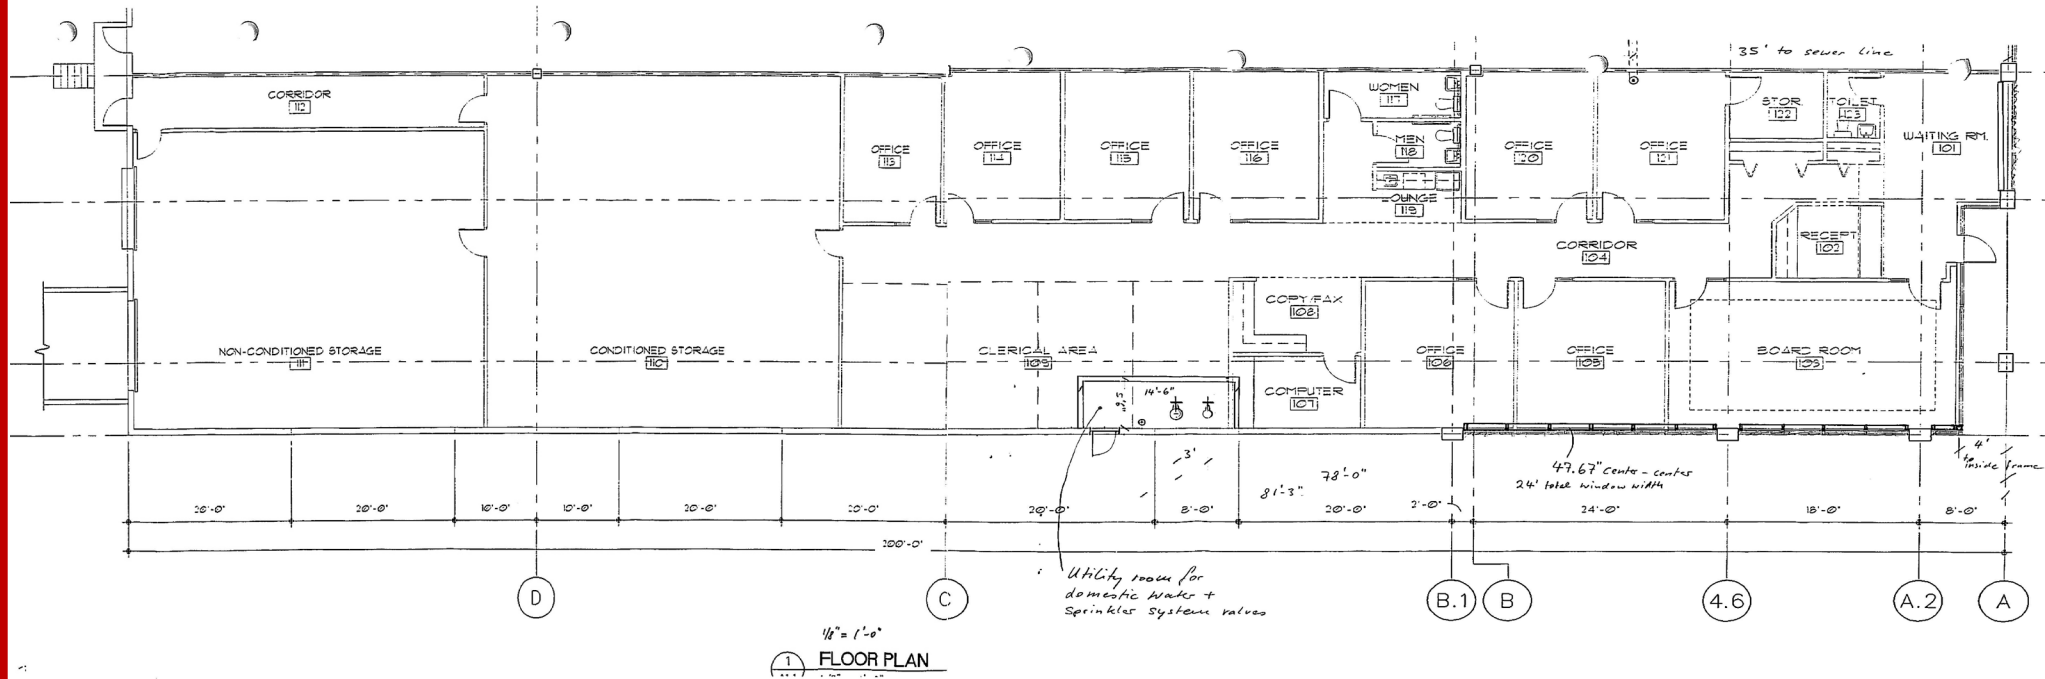 35' to sewer line
CORRIDOR
112
WOMEN
117
STOR.
122
TOILET
123
WAITING RM.
101
OFFICE
113
OFFICE
114
OFFICE
115
OFFICE
116
MEN
118
OFFICE
120
OFFICE
121
LOUNGE
119
CORRIDOR
104
RECEPT
102
COPY/FAX
108
NON-CONDITIONED STORAGE
111
CONDITIONED STORAGE
110
CLERICAL AREA
109
OFFICE
106
OFFICE
105
BOARD ROOM
103
COMPUTER
107
14'-6"
3'
78'-0"
81'-3"
47.67" center-center
24' total window width
4'
to inside frame
20'-0" 20'-0" 10'-0" 10'-0" 20'-0" 20'-0" 20'-0" 8'-0" 20'-0" 2'-0" 24'-0" 18'-0" 8'-0"
200'-0"
Utility room for
domestic water +
sprinkler system valves
D C B.1 B 4.6 A.2 A
1/8" = 1'-0"
1 FLOOR PLAN